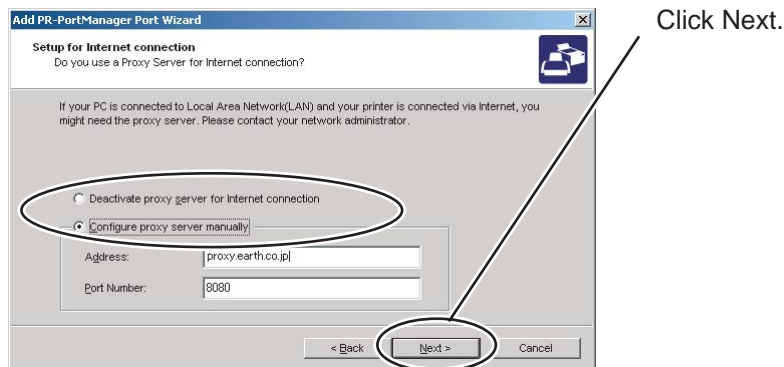 Add PR-PortManager Port Wizard
Click Next.
Setup for Internet connection
Do you use a Proxy Server for Internet connection?
If your PC is connected to Local Area Network(LAN) and your printer is connected via Internet, you
might need the proxy server. Please contact your network administrator.
Deactivate proxy server for Internet connection
Configure proxy server manually
Address: proxy.earth.co.jp
Port Number: 8080
< Back Next > Cancel